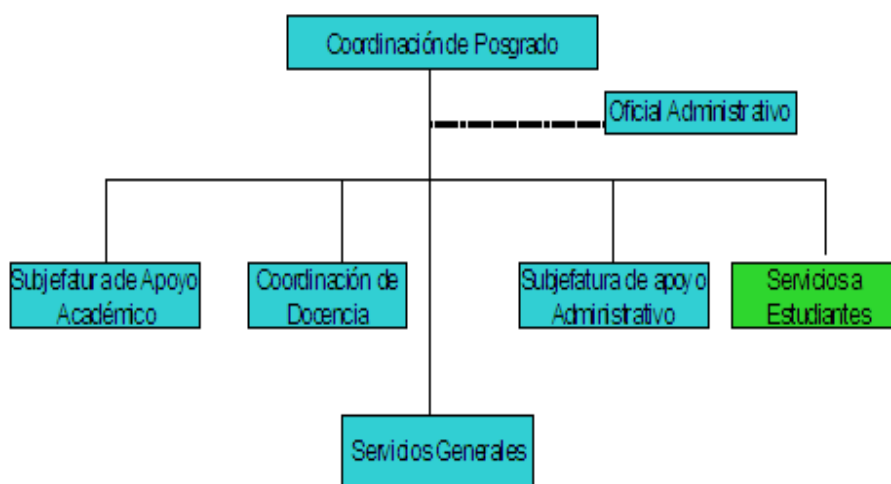 Coordinación de Posgrado
Oficial Administrativo
Subjefatura de Apoyo
Académico
Coordinación de
Docencia
Subjefatura de apoyo
Administrativo
Servicios a
Estudiantes
Servicios Generales